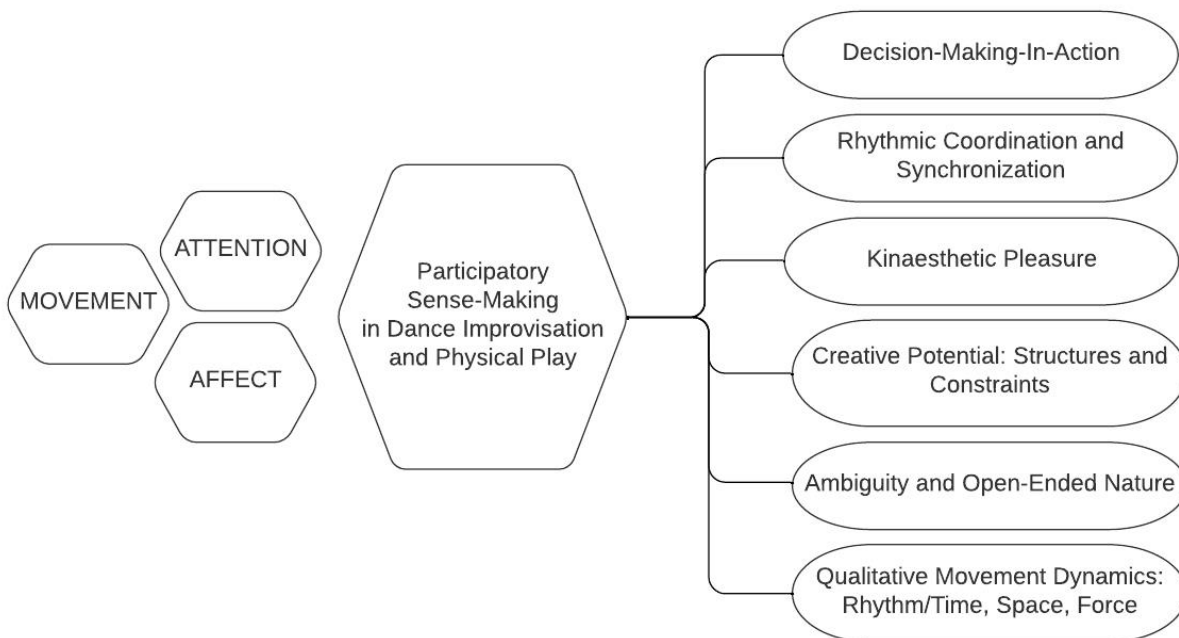 MOVEMENT
ATTENTION
AFFECT
Participatory
Sense-Making
in Dance Improvisation
and Physical Play
Decision-Making-In-Action
Rhythmic Coordination and
Synchronization
Kinaesthetic Pleasure
Creative Potential: Structures and
Constraints
Ambiguity and Open-Ended Nature
Qualitative Movement Dynamics:
Rhythm/Time, Space, Force